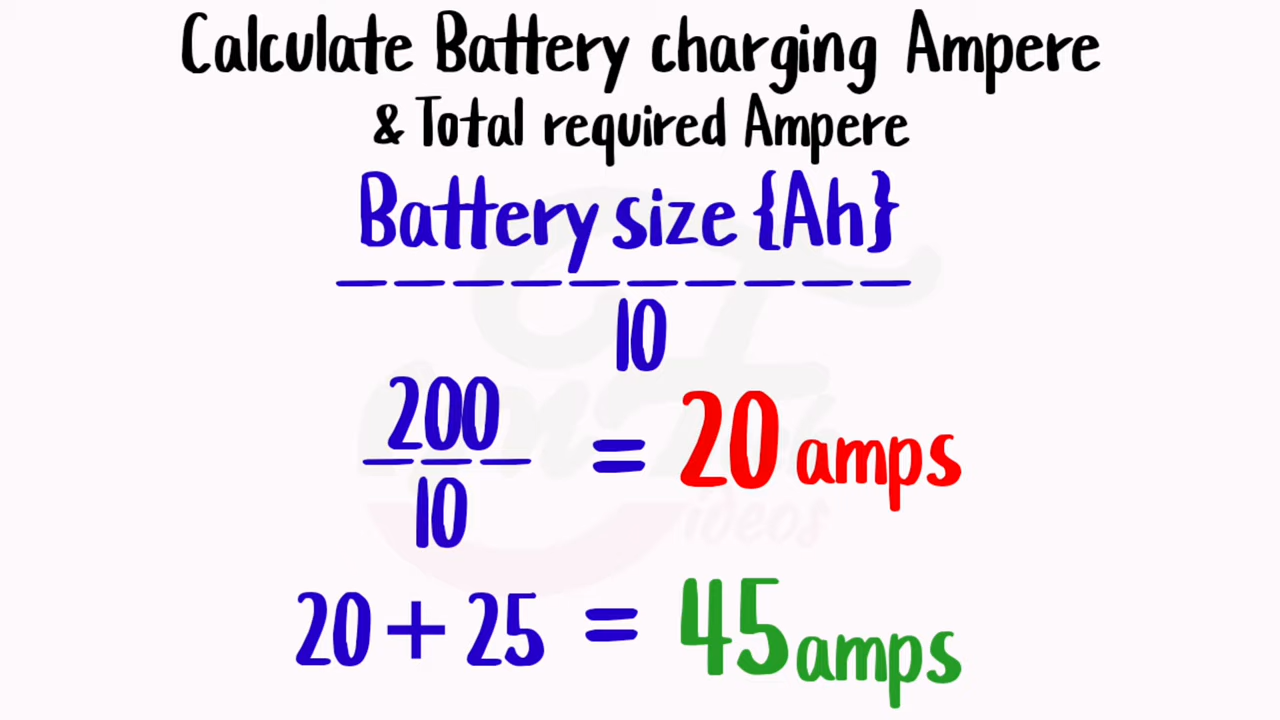 Calculate Battery charging Ampere
& Total required Ampere
Battery size {Ah}
10
200
10
= 20 amps
20 + 25 = 45 amps